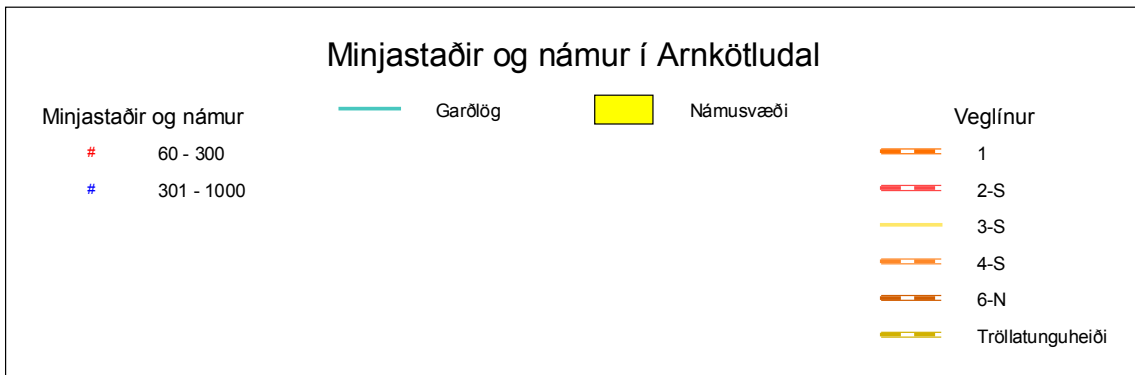 Minjastaðir og námur í Arnkötludal
Minjastaðir og námur
# 60 - 300
# 301 - 1000
Garðlög
Námusvæði
Veglínur
1
2-S
3-S
4-S
6-N
Tröllatunguheiði